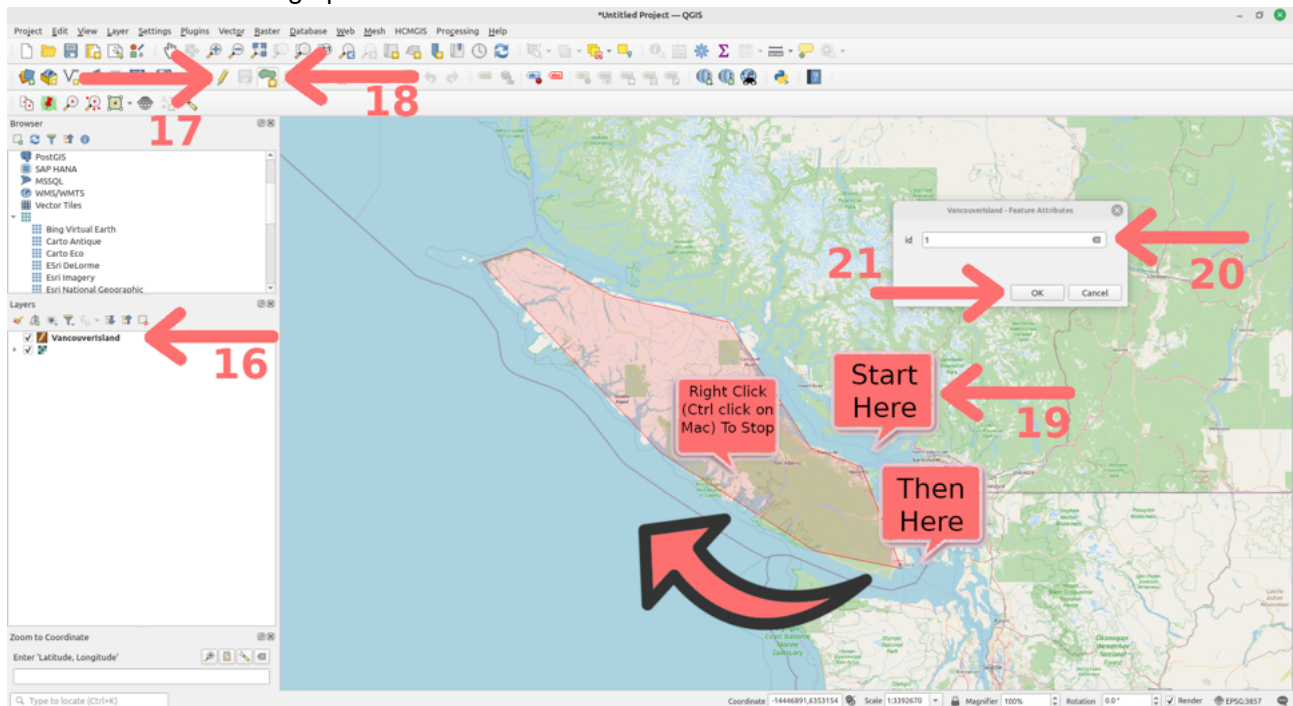 *Untitled Project — QGIS
Project Edit View Layer Settings Plugins Vector Raster Database Web Mesh HCMGIS Processing Help
17
18
Browser
PostGIS
SAP HANA
MSSQL
WMS/WMTS
Vector Tiles
Bing Virtual Earth
Carto Antique
Carto Eco
ESri DeLorme
Esri Imagery
Esri National Geographic
Layers
VancouverIsland
16
VancouverIsland - Feature Attributes
id 1
OK Cancel
20
21
Start
Here
19
Right Click
(Ctrl click on
Mac) To Stop
Then
Here
Zoom to Coordinate
Enter 'Latitude, Longitude'
Type to locate (Ctrl+K)
Coordinate -14446891,6353154 Scale 1:3392670 Magnifier 100% Rotation 0.0° Render EPSG:3857